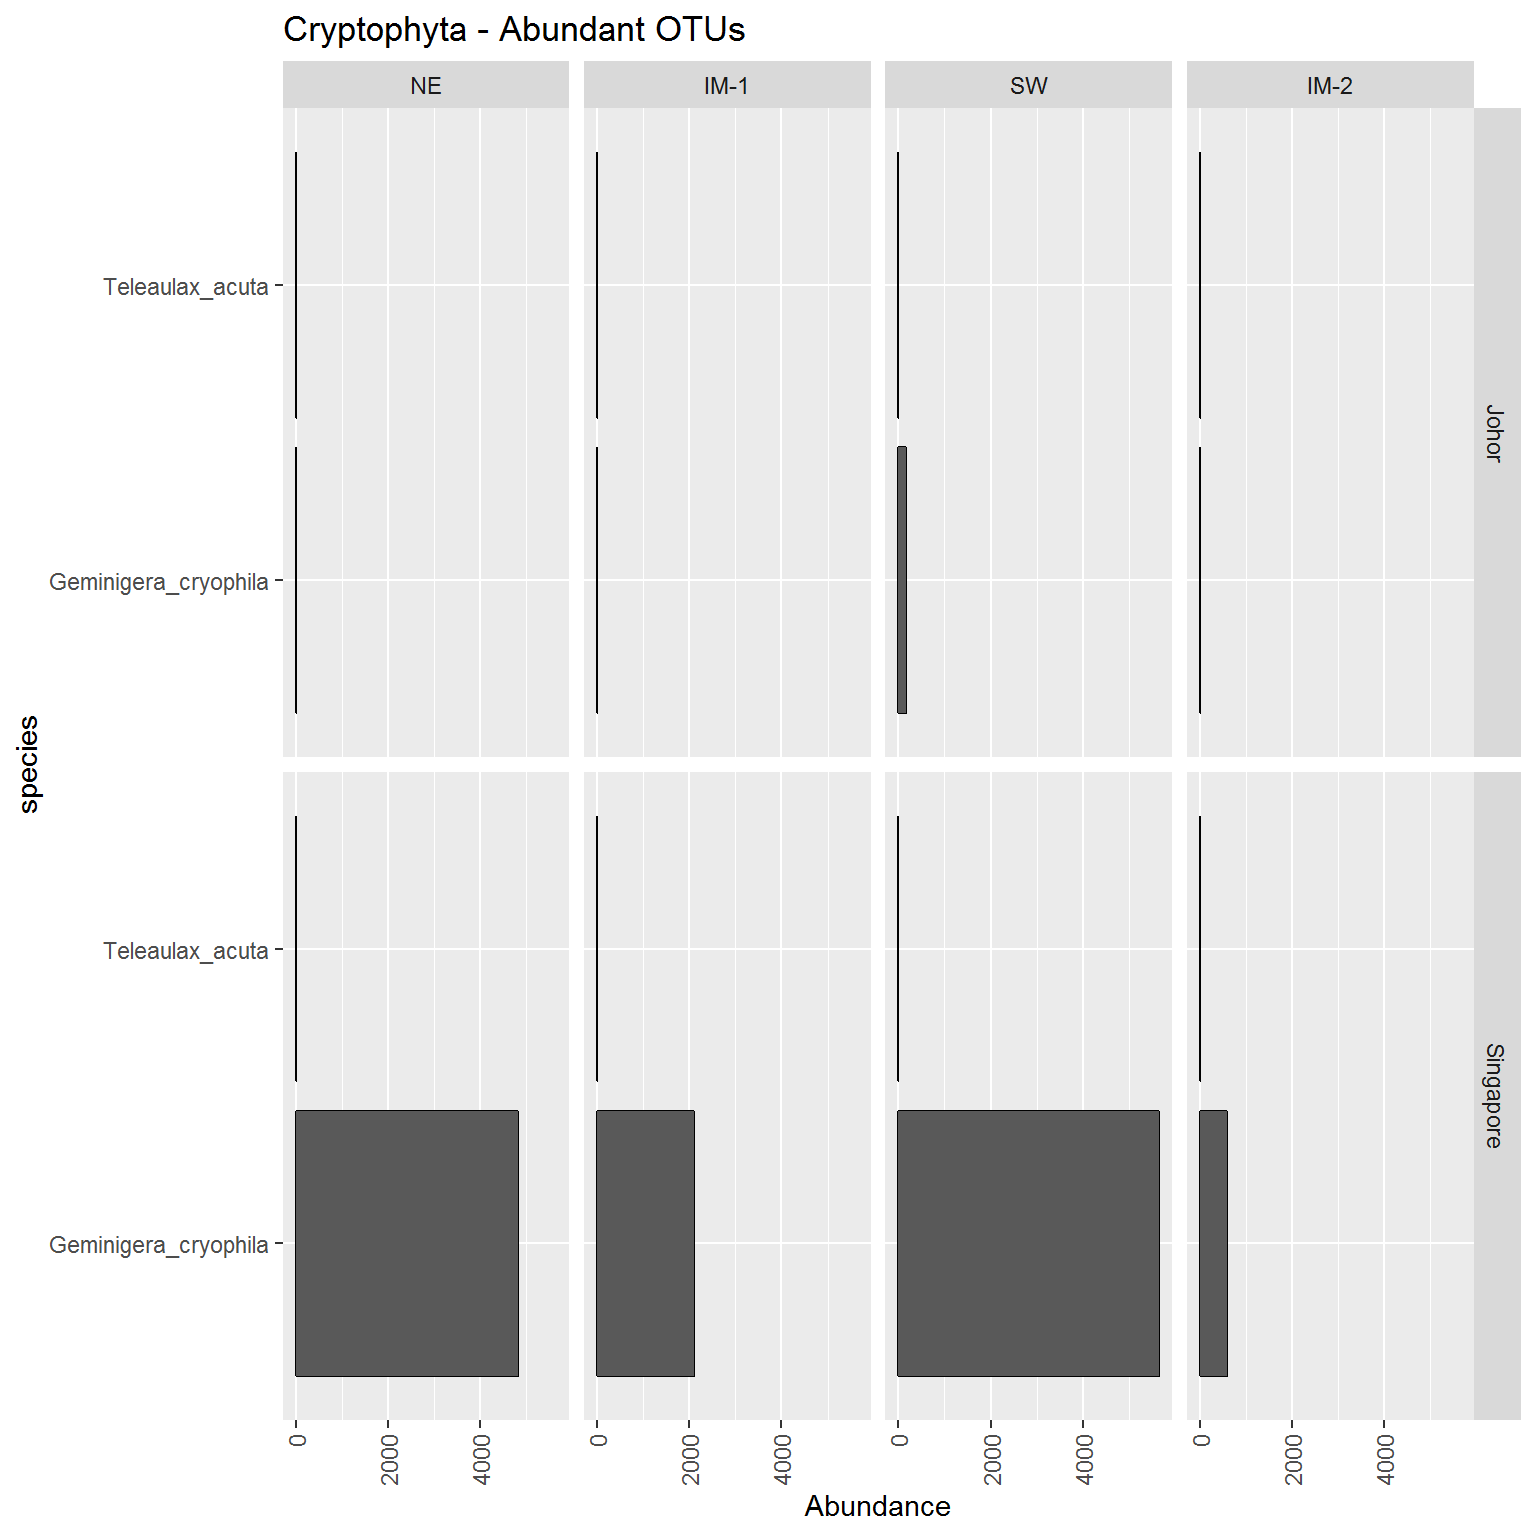 Cryptophyta - Abundant OTUs
NE
IM-1
SW
IM-2
Teleaulax_acuta
Geminigera_cryophila
Johor
species
Teleaulax_acuta
Geminigera_cryophila
Singapore
0
2000
4000
0
2000
4000
0
2000
4000
0
2000
4000
Abundance